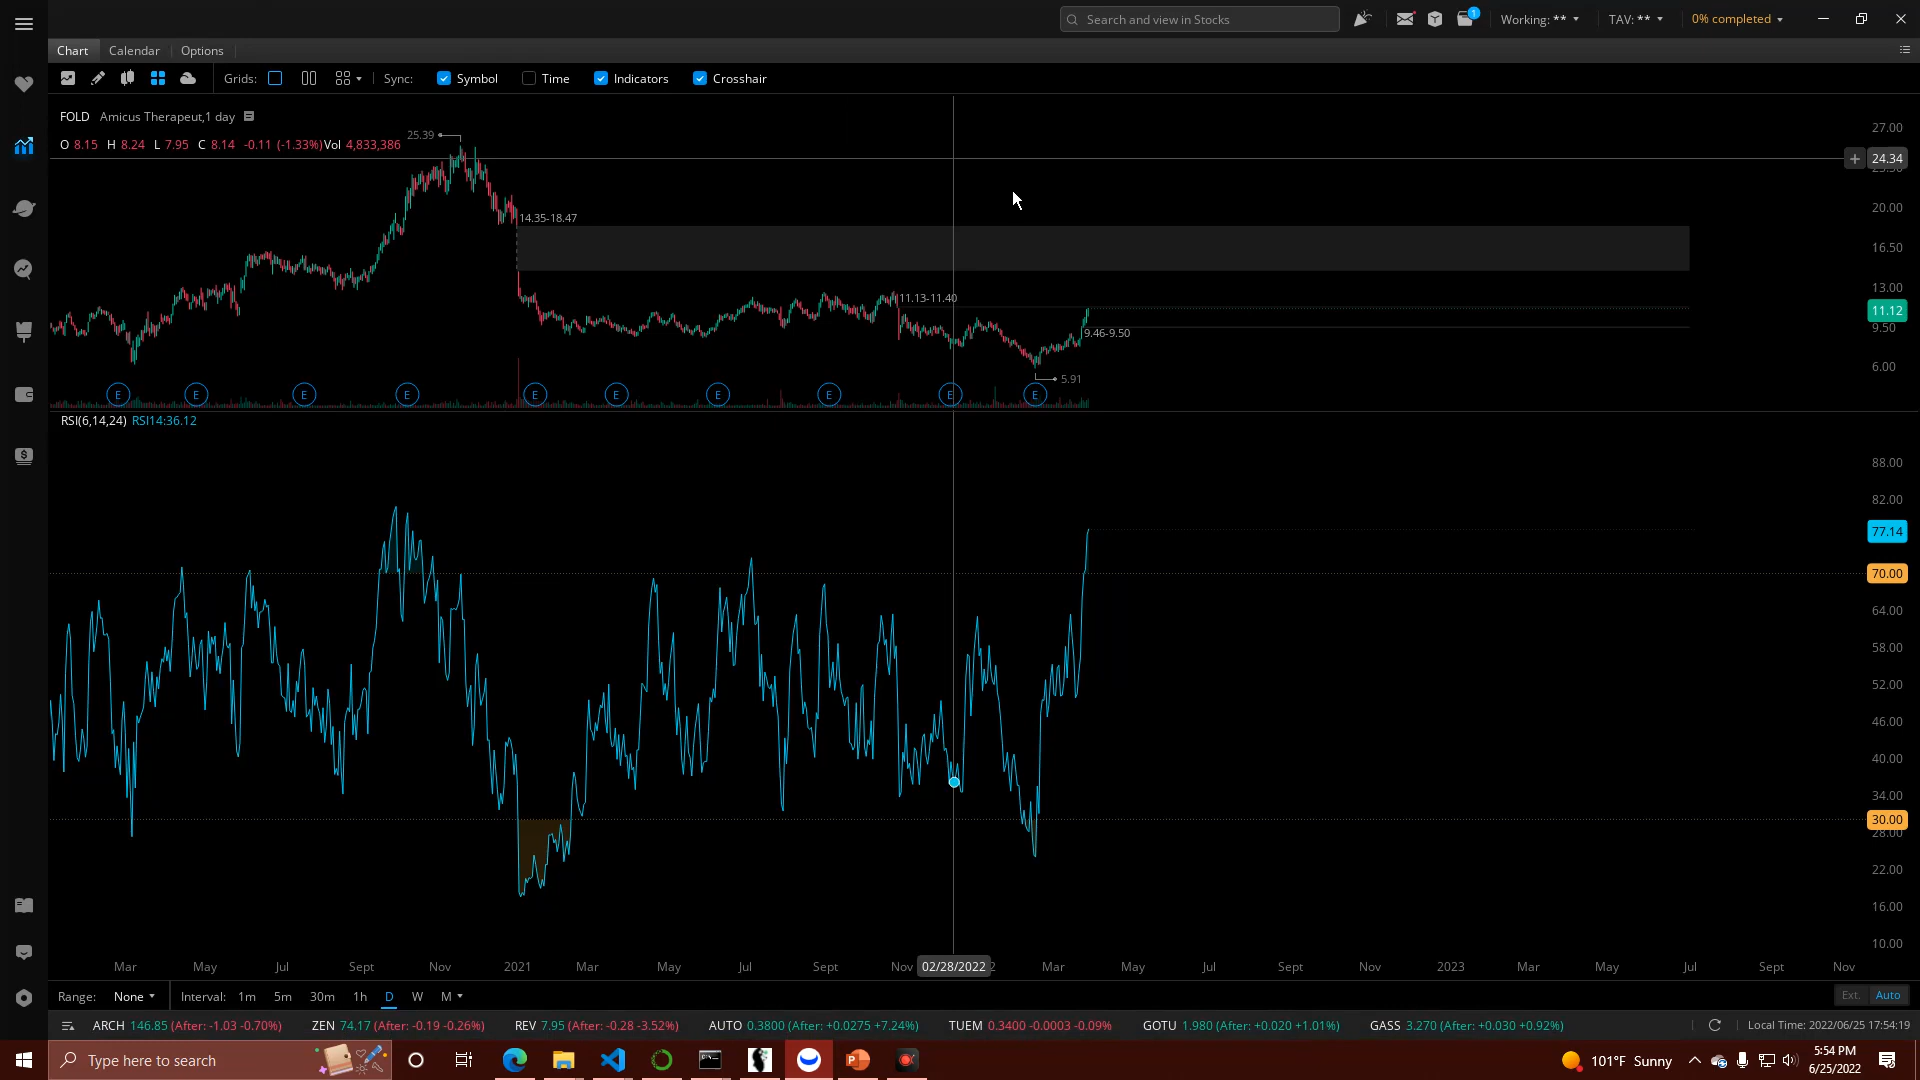 Search and view in Stocks
1
Working: **
TAV: **
0% completed
Chart
Calendar
Options
Grids:
Sync:
Symbol
Time
Indicators
Crosshair
FOLD Amicus Therapeut,1 day
O 8.15 H 8.24 L 7.95 C 8.14 -0.11 (-1.33%)Vol 4,833,386
25.39
14.35-18.47
11.13-11.40
9.46-9.50
5.91
27.00
24.34
20.00
16.50
13.00
11.12
9.50
6.00
E E E E E E E E E E
RSI(6,14,24) RSI14:36.12
88.00
82.00
77.14
70.00
64.00
58.00
52.00
46.00
40.00
34.00
30.00
28.00
22.00
16.00
10.00
Mar May Jul Sept Nov 2021 Mar May Jul Sept Nov 02/28/2022 2 Mar May Jul Sept Nov 2023 Mar May Jul Sept Nov
Range: None Interval: 1m 5m 30m 1h D W M Ext. Auto
ARCH 146.85 (After: -1.03 -0.70%) ZEN 74.17 (After: -0.19 -0.26%) REV 7.95 (After: -0.28 -3.52%) AUTO 0.3800 (After: +0.0275 +7.24%) TUEM 0.3400 -0.0003 -0.09% GOTU 1.980 (After: +0.020 +1.01%) GASS 3.270 (After: +0.030 +0.92%) Local Time: 2022/06/25 17:54:19
Type here to search
101°F Sunny
5:54 PM
6/25/2022